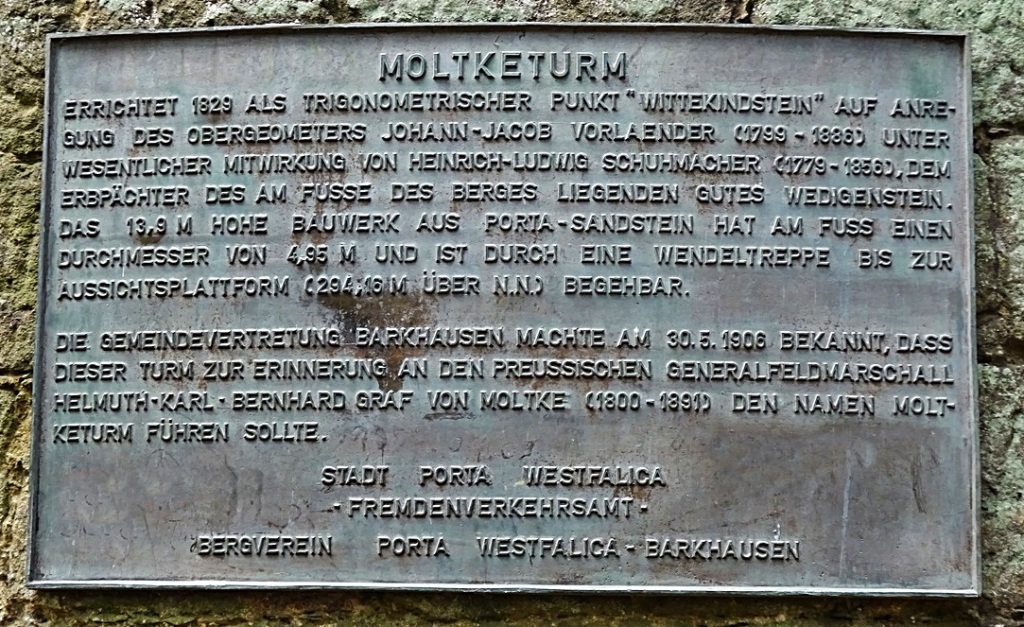 MOLTKETURM
ERRICHTET 1829 ALS TRIGONOMETRISCHER PUNKT "WITTEKINDSTEIN" AUF ANRE-
GUNG DES OBERGEOMETERS JOHANN-JACOB VORLAENDER (1799-1886) UNTER
WESENTLICHER MITWIRKUNG VON HEINRICH-LUDWIG SCHUHMACHER (1779-1856), DEM
ERBPÄCHTER DES AM FUSSE DES BERGES LIEGENDEN GUTES WEDIGENSTEIN.
DAS 13,9 M HOHE BAUWERK AUS PORTA-SANDSTEIN HAT AM FUSS EINEN
DURCHMESSER VON 4,95 M UND IST DURCH EINE WENDELTREPPE BIS ZUR
AUSSICHTSPLATTFORM (294,16 M ÜBER N.N.) BEGEHBAR.
DIE GEMEINDEVERTRETUNG BARKHAUSEN MACHTE AM 30.5.1906 BEKANNT, DASS
DIESER TURM ZUR ERINNERUNG AN DEN PREUSSISCHEN GENERALFELDMARSCHALL
HELMUTH-KARL-BERNHARD GRAF VON MOLTKE (1800-1891) DEN NAMEN MOLT-
KETURM FÜHREN SOLLTE.
STADT PORTA WESTFALICA
-FREMDENVERKEHRSAMT-
BERGVEREIN PORTA WESTFALICA-BARKHAUSEN